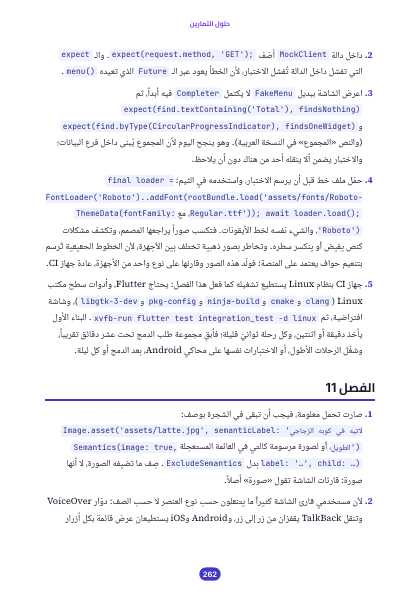 حلول التمارين
2. داخل دالة MockClient أضف expect(request.method, 'GET'); . والـ expect
التي تفشل داخل الدالة تُفشل الاختبار، لأن الخطأ يعود عبر الـ Future الذي تعيده menu() .
3. اعرض الشاشة ببديل FakeMenu لا يكتمل Completer فيه أبداً، ثم
expect(find.textContaining('Total'), findsNothing)
و expect(find.byType(CircularProgressIndicator), findsOneWidget)
(والنص «المجموع» في النسخة العربية). وهو ينجح اليوم لأن المجموع يُبنى داخل فرع البيانات؛
والاختبار يضمن ألا ينقله أحد من هناك دون أن يلاحظ.
4. حمّل ملف خط قبل أن يرسم الاختبار، واستخدمه في الثيم: final loader =
FontLoader('Roboto')..addFont(rootBundle.load('assets/fonts/Roboto-
Regular.ttf')); await loader.load(); مع ThemeData(fontFamily:
'Roboto') ، والشيء نفسه لخط الأيقونات. فتكسب صوراً يراجعها المصمم، وتكشف مشكلات
كنص يفيض أو ينكسر سطره. وتخاطر بصور ذهبية تختلف بين الأجهزة، لأن الخطوط الحقيقية تُرسم
بتنعيم حواف يعتمد على المنصة: فولّد هذه الصور وقارنها على نوع واحد من الأجهزة، عادة جهاز CI.
5. جهاز CI بنظام Linux يستطيع تشغيله كما فعل هذا الفصل: يحتاج Flutter، وأدوات سطح مكتب
Linux ( clang و cmake و ninja-build و pkg-config و libgtk-3-dev )، وشاشة
افتراضية، ثم xvfb-run flutter test integration_test -d linux . البناء الأول
يأخذ دقيقة أو اثنتين، وكل رحلة ثوانيَ قليلة؛ فأبقِ مجموعة طلب الدمج تحت عشر دقائق تقريباً،
وشغّل الرحلات الأطول، أو الاختبارات نفسها على محاكي Android، بعد الدمج أو كل ليلة.
الفصل 11
1. صارت تحمل معلومة، فيجب أن تبقى في الشجرة بوصف:
Image.asset('assets/latte.jpg', semanticLabel: 'لاتيه في كوبه الزجاجي
الطويل') ، أو لصورة مرسومة كالتي في القائمة المستعجلة Semantics(image: true,
label: '…', child: …) بدل ExcludeSemantics . صِف ما تضيفه الصورة، لا أنها
صورة: قارئات الشاشة تقول «صورة» أصلاً.
2. لأن مستخدمي قارئ الشاشة كثيراً ما يتنقلون حسب نوع العنصر لا حسب الصف: دوّار VoiceOver
وتنقل TalkBack يقفزان من زر إلى زر، وAndroid وiOS يستطيعان عرض قائمة بكل أزرار
262